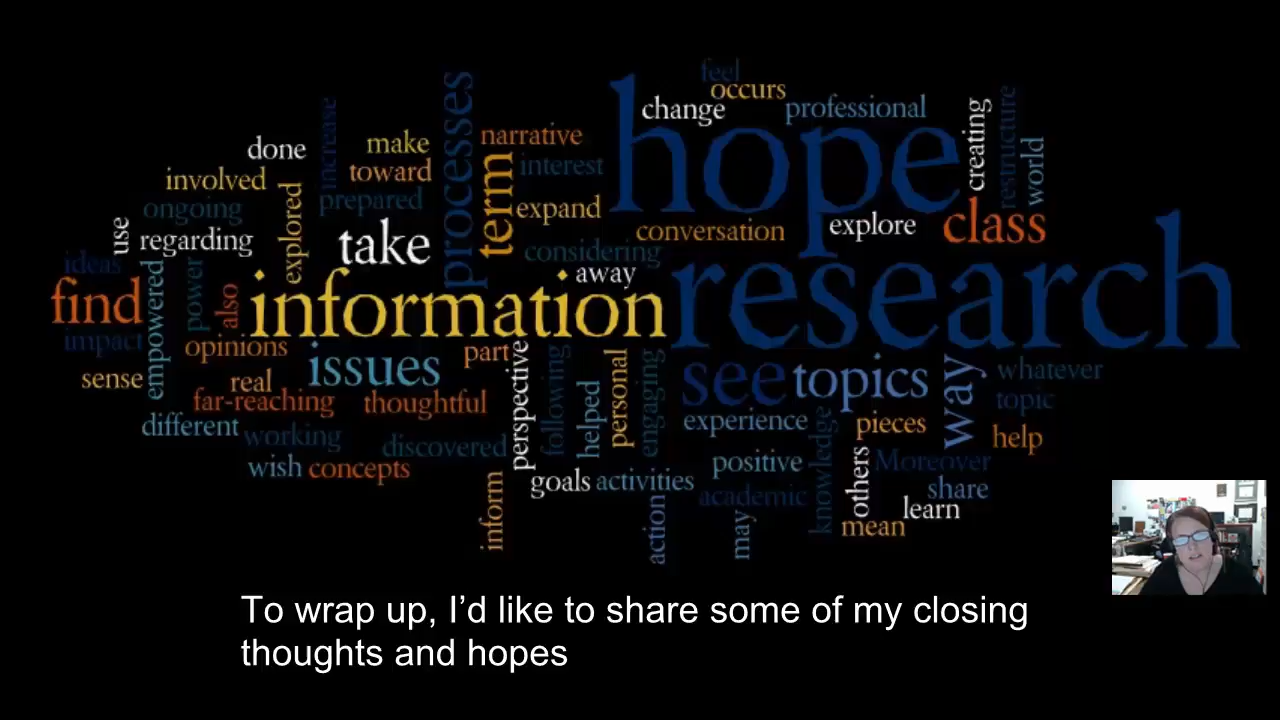 feel
occurs
change
professional
hope
creating
restructure
world
processes
increase
done
make
narrative
toward
term
interest
involved
prepared
explored
ongoing
expand
use
regarding
take
conversation
explore
class
considering
ideas
away
find
empowered
power
also
information
research
impact
opinions
issues
part
perspective
following
helped
personal
engaging
see
topics
way
whatever
sense
real
far-reaching
thoughtful
topic
different
working
discovered
experience
knowledge
pieces
help
wish
concepts
positive
others
Moreover
inform
goals
activities
academic
share
learn
action
may
mean
To wrap up, I’d like to share some of my closing
thoughts and hopes